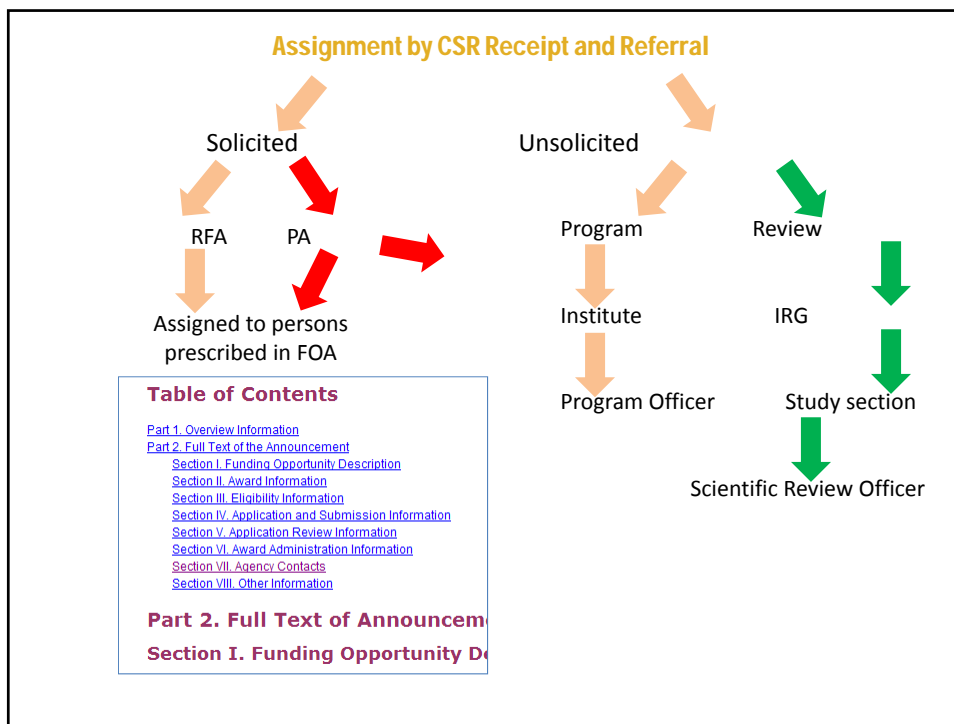 Assignment by CSR Receipt and Referral
Solicited
Unsolicited
RFA
PA
Program
Review
Assigned to persons
prescribed in FOA
Institute
IRG
Program Officer
Study section
Scientific Review Officer
Table of Contents
Part 1. Overview Information
Part 2. Full Text of the Announcement
Section I. Funding Opportunity Description
Section II. Award Information
Section III. Eligibility Information
Section IV. Application and Submission Information
Section V. Application Review Information
Section VI. Award Administration Information
Section VII. Agency Contacts
Section VIII. Other Information
Part 2. Full Text of Announcem
Section I. Funding Opportunity D